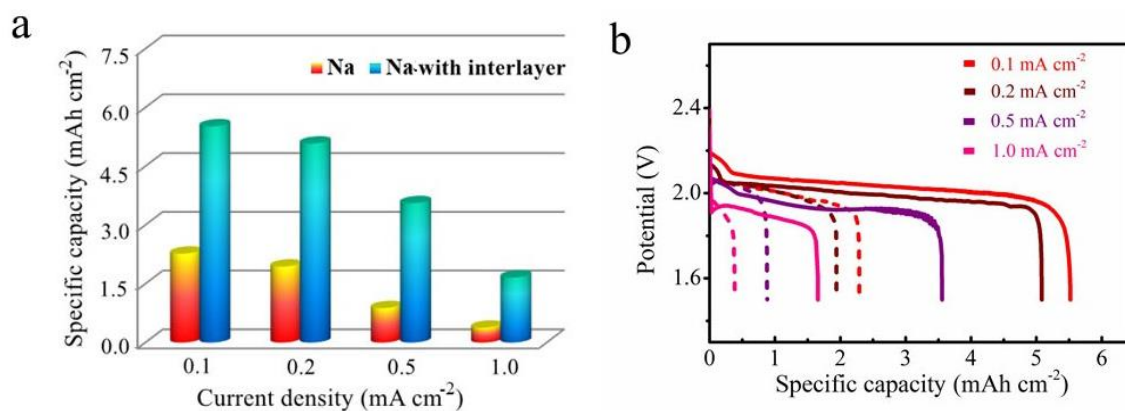 a
7.5
6.0
4.5
3.0
1.5
0.0
Specific capacity (mAh cm⁻²)
Na Na with interlayer
0.1 0.2 0.5 1.0
Current density (mA cm⁻²)
b
2.4
2.0
1.6
Potential (V)
0.1 mA cm⁻²
0.2 mA cm⁻²
0.5 mA cm⁻²
1.0 mA cm⁻²
0 1 2 3 4 5 6
Specific capacity (mAh cm⁻²)